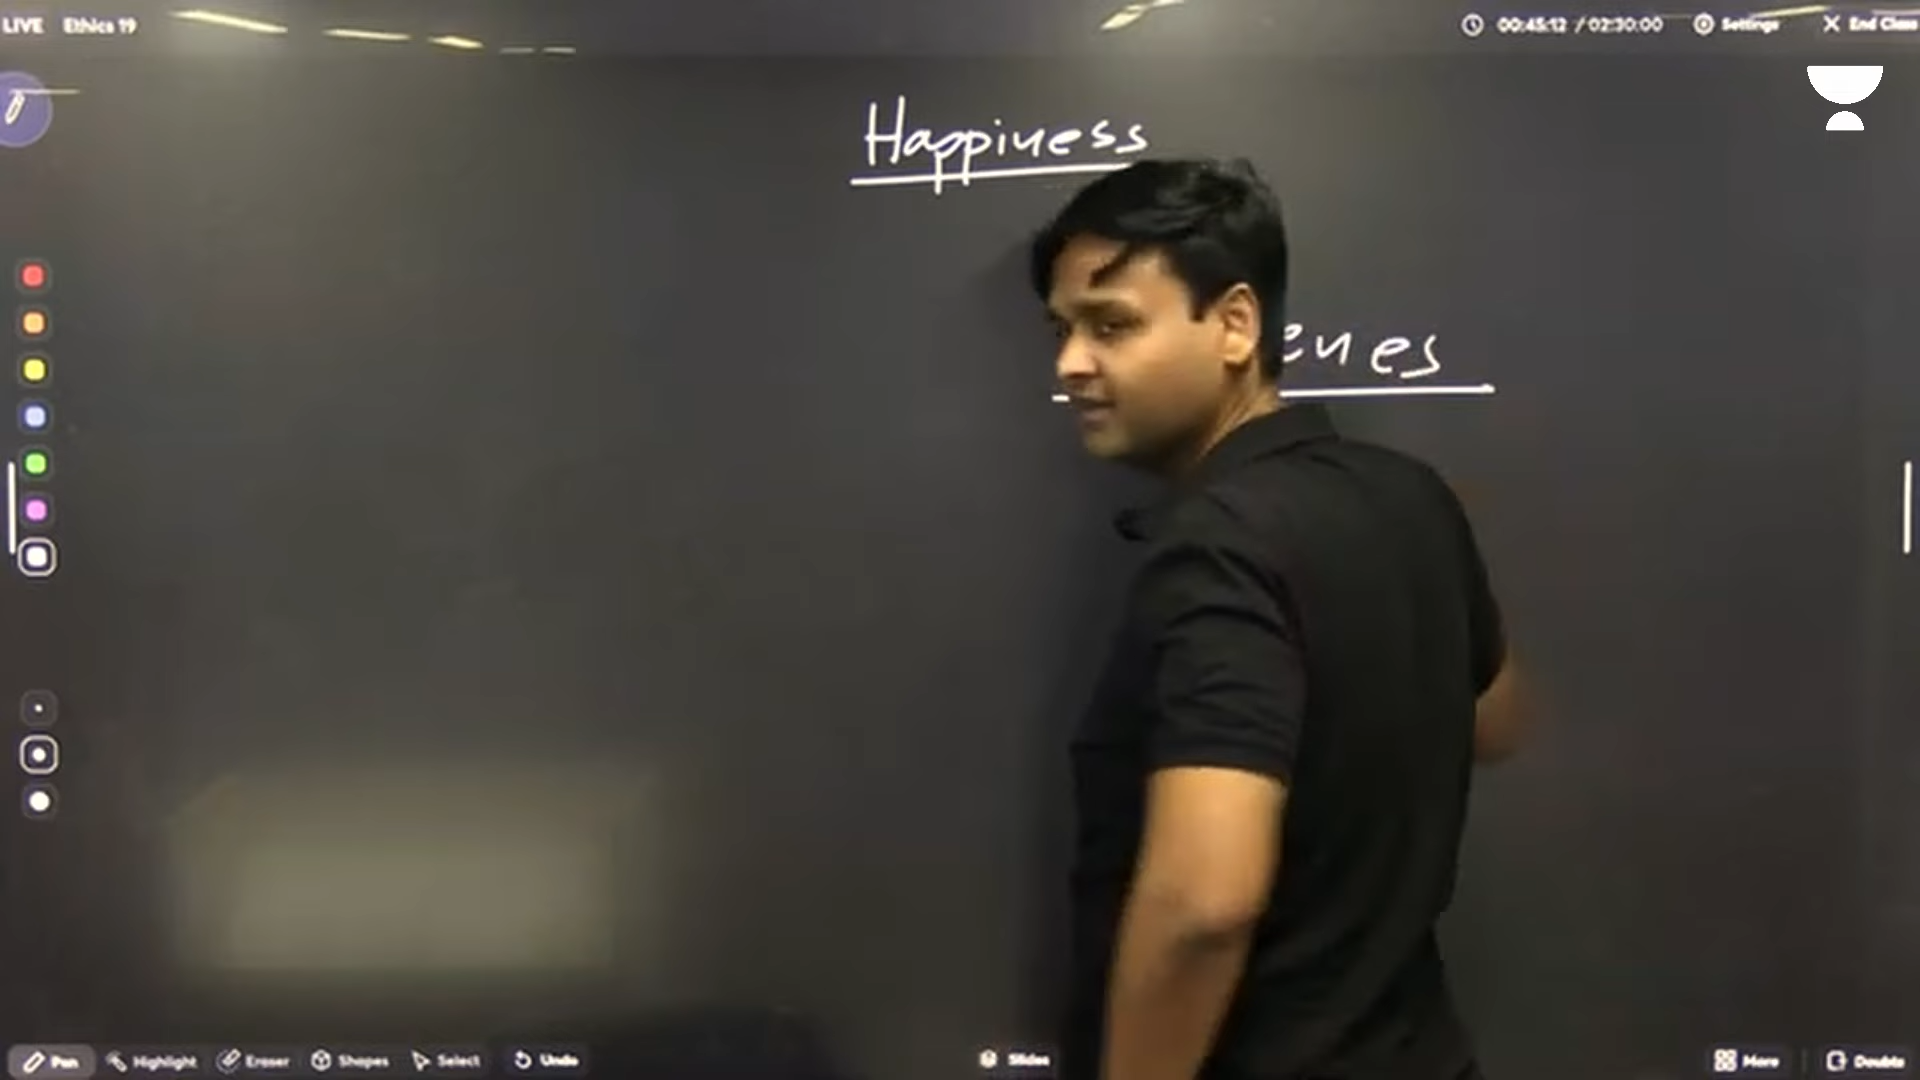 LIVE Ethics 19 00:45:12 / 02:30:00 Settings End Class
Happiness
enes
Pen Highlight Eraser Shapes Select Undo Slides More Doubts